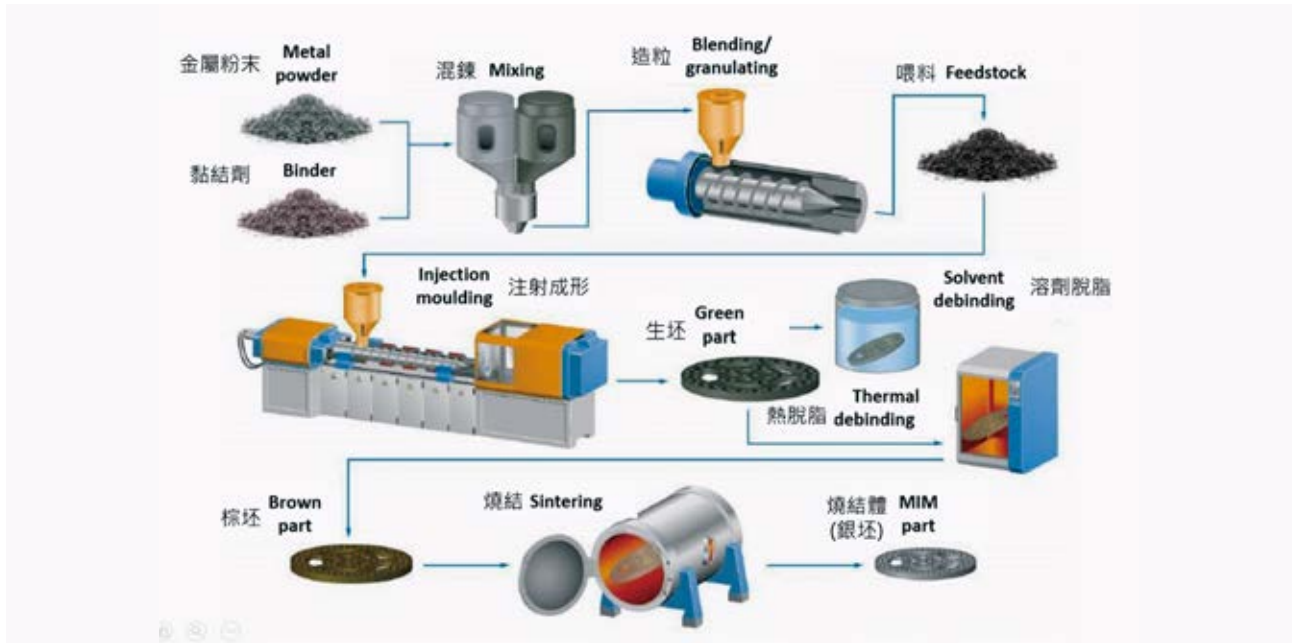 金屬粉末
Metal
powder
黏結劑
Binder
混鍊 Mixing
造粒
Blending/
granulating
喂料 Feedstock
Injection
moulding
注射成形
生坯
Green
part
Solvent
debinding
溶劑脫脂
Thermal
熱脫脂 debinding
棕坯
Brown
part
燒結 Sintering
燒結體
(銀坯)
MIM
part